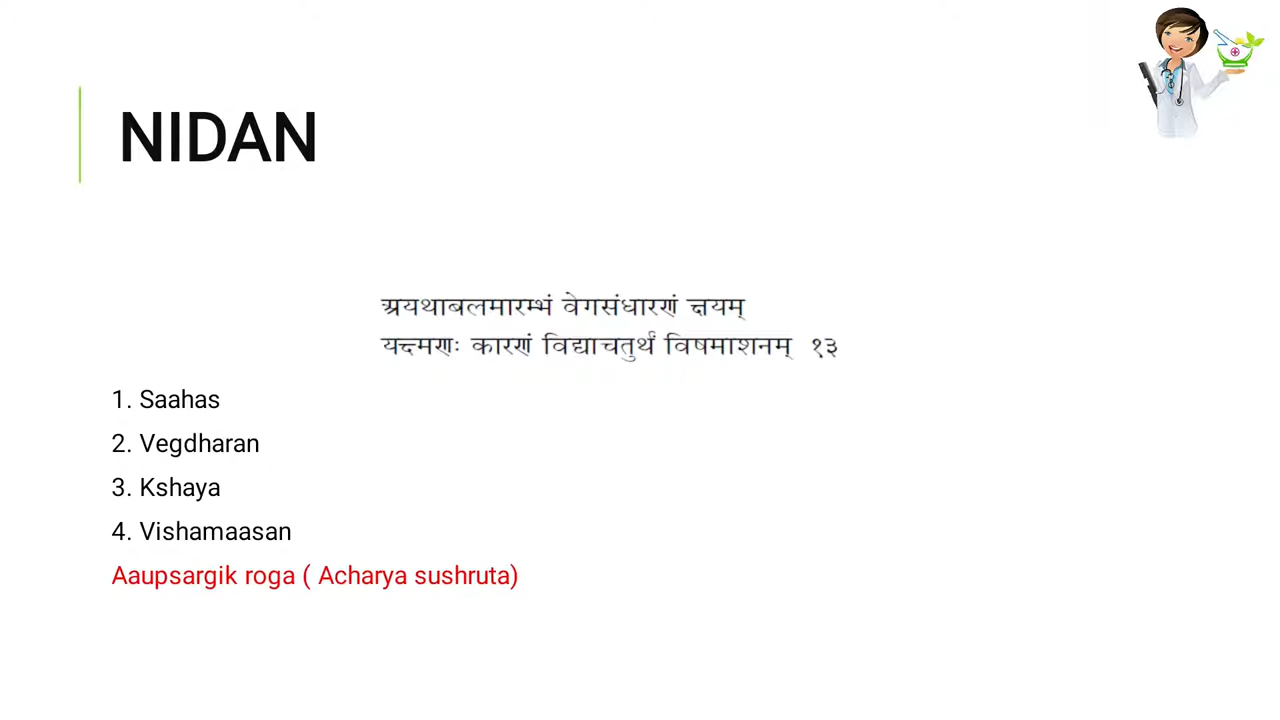 NIDAN
अयथाबलमारम्भं वेगसंधारणं क्षयम्
यक्ष्मणः कारणं विद्याचतुर्थं विषमाशनम् १३
1. Saahas
2. Vegdharan
3. Kshaya
4. Vishamaasan
Aaupsargik roga ( Acharya sushruta)